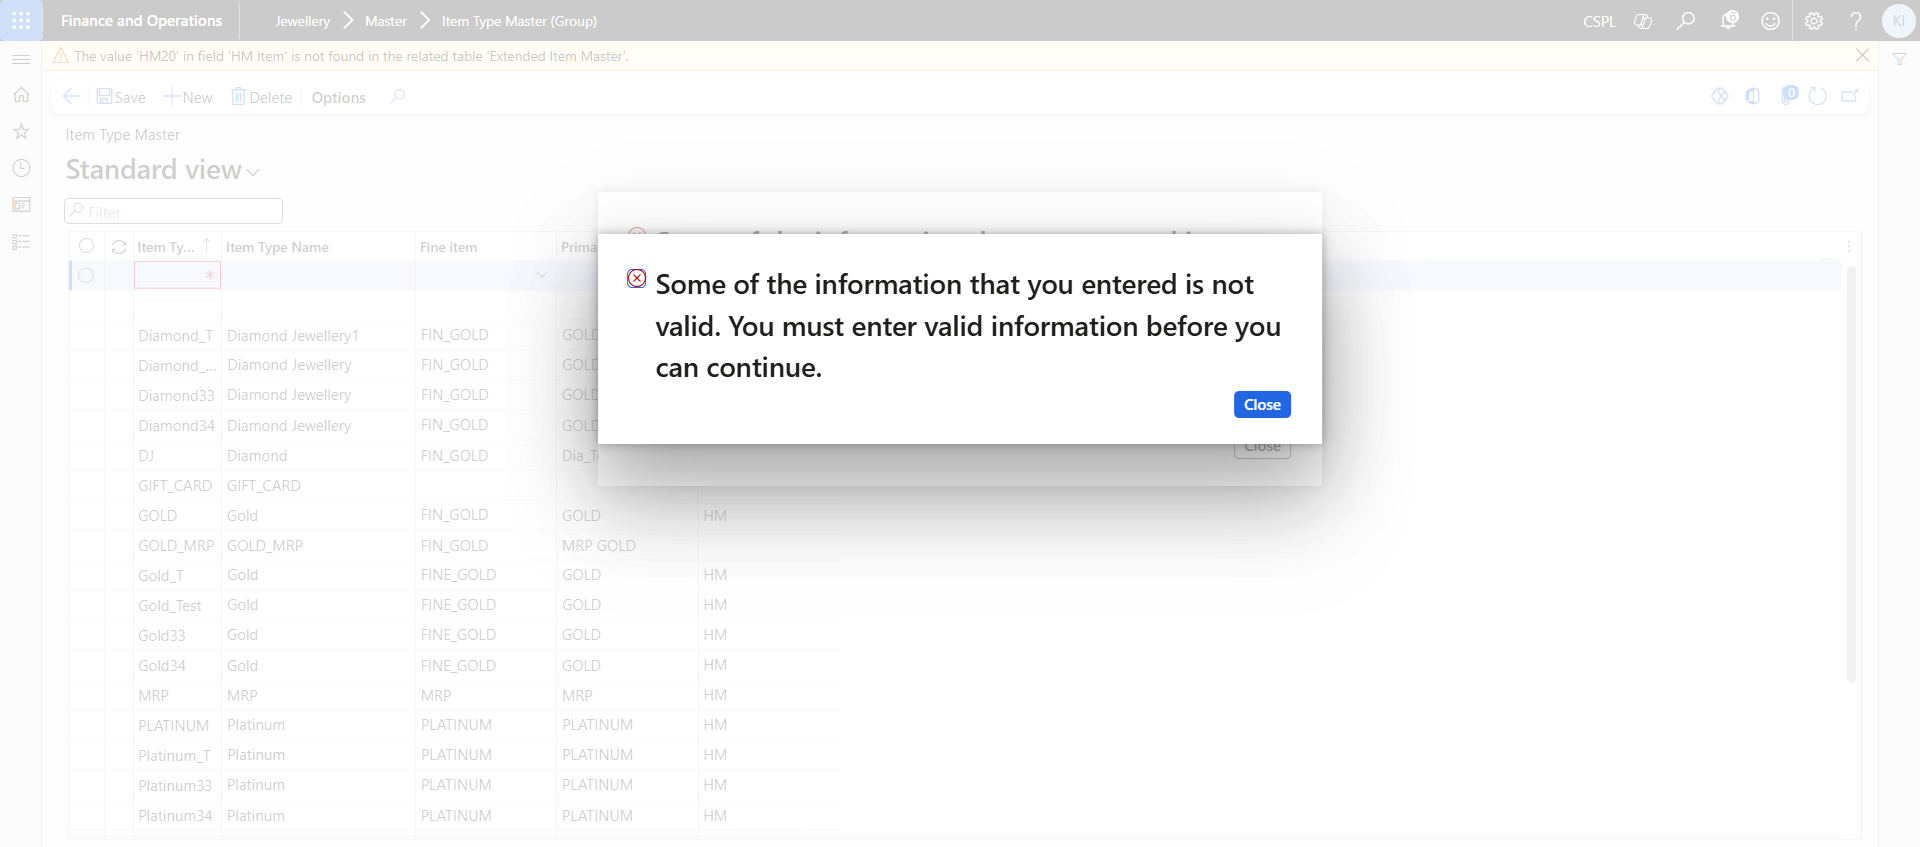 Finance and Operations
Jewellery > Master > Item Type Master (Group)
CSPL
6
?
KI
The value 'HM20' in field 'HM Item' is not found in the related table 'Extended Item Master'.
Save
New
Delete
Options
0
Item Type Master
Standard view
Filter
Item Ty... ↑ Item Type Name Fine item Prima
*
Diamond_T Diamond Jewellery1 FIN_GOLD GOLD
Diamond_... Diamond Jewellery FIN_GOLD GOLD
Diamond33 Diamond Jewellery FIN_GOLD GOLD
Diamond34 Diamond Jewellery FIN_GOLD GOLD
DJ Diamond FIN_GOLD Dia_T
GIFT_CARD GIFT_CARD
GOLD Gold FIN_GOLD GOLD HM
GOLD_MRP GOLD_MRP FIN_GOLD MRP GOLD
Gold_T Gold FINE_GOLD GOLD HM
Gold_Test Gold FINE_GOLD GOLD HM
Gold33 Gold FINE_GOLD GOLD HM
Gold34 Gold FINE_GOLD GOLD HM
MRP MRP MRP MRP HM
PLATINUM Platinum PLATINUM PLATINUM HM
Platinum_T Platinum PLATINUM PLATINUM HM
Platinum33 Platinum PLATINUM PLATINUM HM
Platinum34 Platinum PLATINUM PLATINUM HM
Some of the information that you entered is not
valid. You must enter valid information before you
can continue.
Close
Close